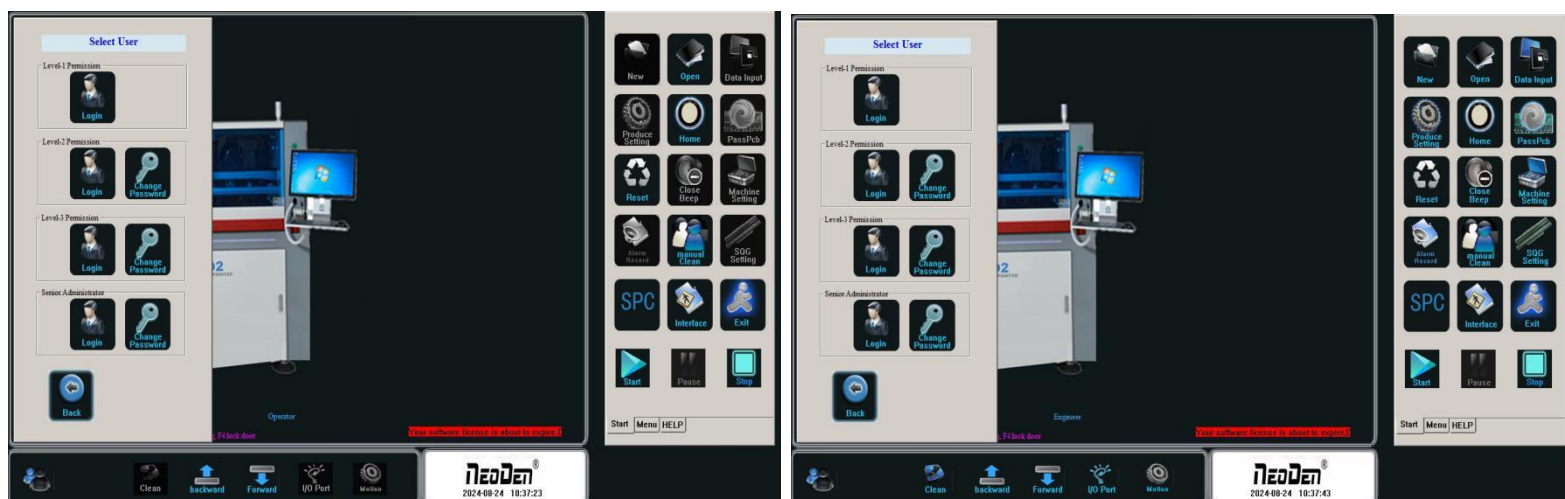 Select User
Level-1 Permission
Login
Level-2 Permission
Login
Change
Password
Level-3 Permission
Login
Change
Password
Senior Administrator
Login
Change
Password
Back
Operator
F4 lock door
Your software license is about to expire,
New Open Data Input
Produce
Setting
Home PassPcb
Reset
Close
Beep
Machine
Setting
Alarm
Record
manual
Clean
SQG
Setting
SPC Interface Exit
Start Pause Stop
Start Menu HELP
Clean backward Forward I/O Port Motion
NEODEN®
2024-08-24 10:37:23
Select User
Level-1 Permission
Login
Level-2 Permission
Login
Change
Password
Level-3 Permission
Login
Change
Password
Senior Administrator
Login
Change
Password
Back
Engineer
F4 lock door
Your software license is about to expire,
New Open Data Input
Produce
Setting
Home PassPcb
Reset
Close
Beep
Machine
Setting
Alarm
Record
manual
Clean
SQG
Setting
SPC Interface Exit
Start Pause Stop
Start Menu HELP
Clean backward Forward I/O Port Motion
NEODEN®
2024-08-24 10:37:43